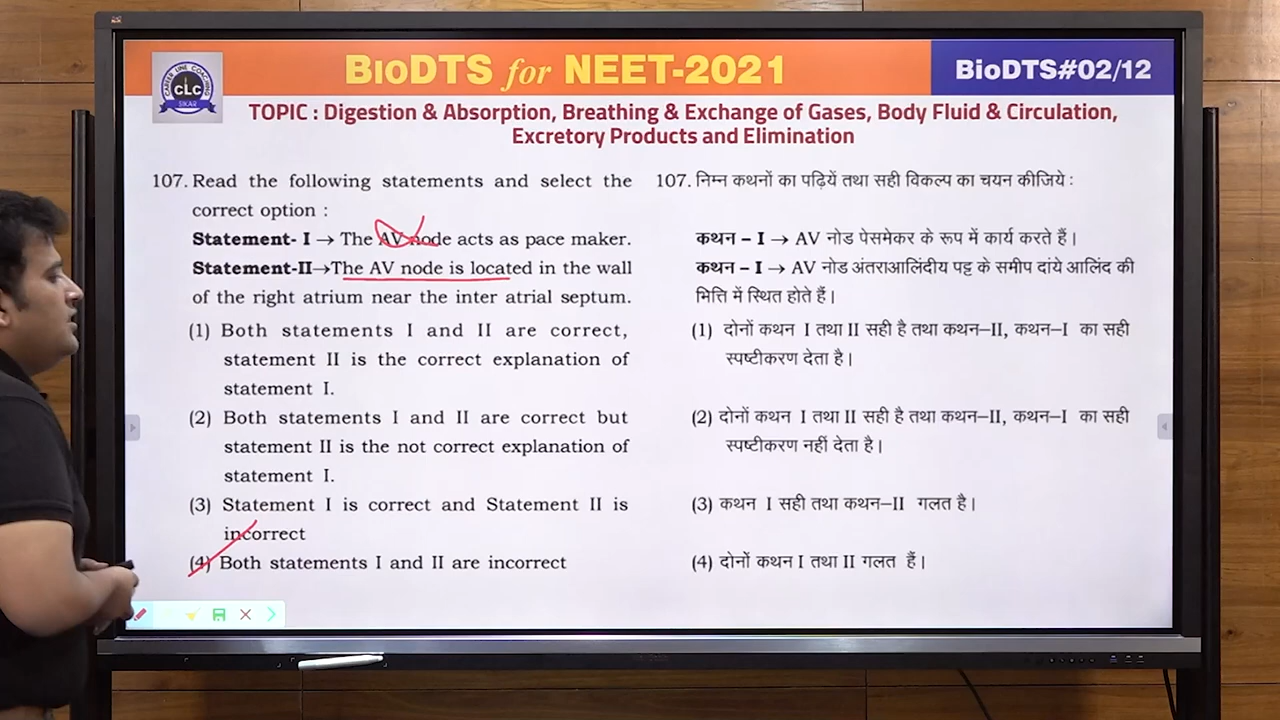 CAREER LINE COACHING
CLC
SIKAR
BIODTS for NEET-2021
BIODTS#02/12
TOPIC : Digestion & Absorption, Breathing & Exchange of Gases, Body Fluid & Circulation,
Excretory Products and Elimination
107. Read the following statements and select the
correct option :
Statement- I → The AV node acts as pace maker.
Statement-II→The AV node is located in the wall
of the right atrium near the inter atrial septum.
(1) Both statements I and II are correct,
statement II is the correct explanation of
statement I.
(2) Both statements I and II are correct but
statement II is the not correct explanation of
statement I.
(3) Statement I is correct and Statement II is
incorrect
(4) Both statements I and II are incorrect
107. निम्न कथनों का पढ़ियें तथा सही विकल्प का चयन कीजिये :
कथन – I → AV नोड पेसमेकर के रूप में कार्य करते हैं।
कथन – I → AV नोड अंतराआलिंदीय पट्ट के समीप दांये आलिंद की
भित्ति में स्थित होते हैं।
(1) दोनों कथन I तथा II सही है तथा कथन–II, कथन–I का सही
स्पष्टीकरण देता है।
(2) दोनों कथन I तथा II सही है तथा कथन–II, कथन–I का सही
स्पष्टीकरण नहीं देता है।
(3) कथन I सही तथा कथन–II गलत है।
(4) दोनों कथन I तथा II गलत हैं।